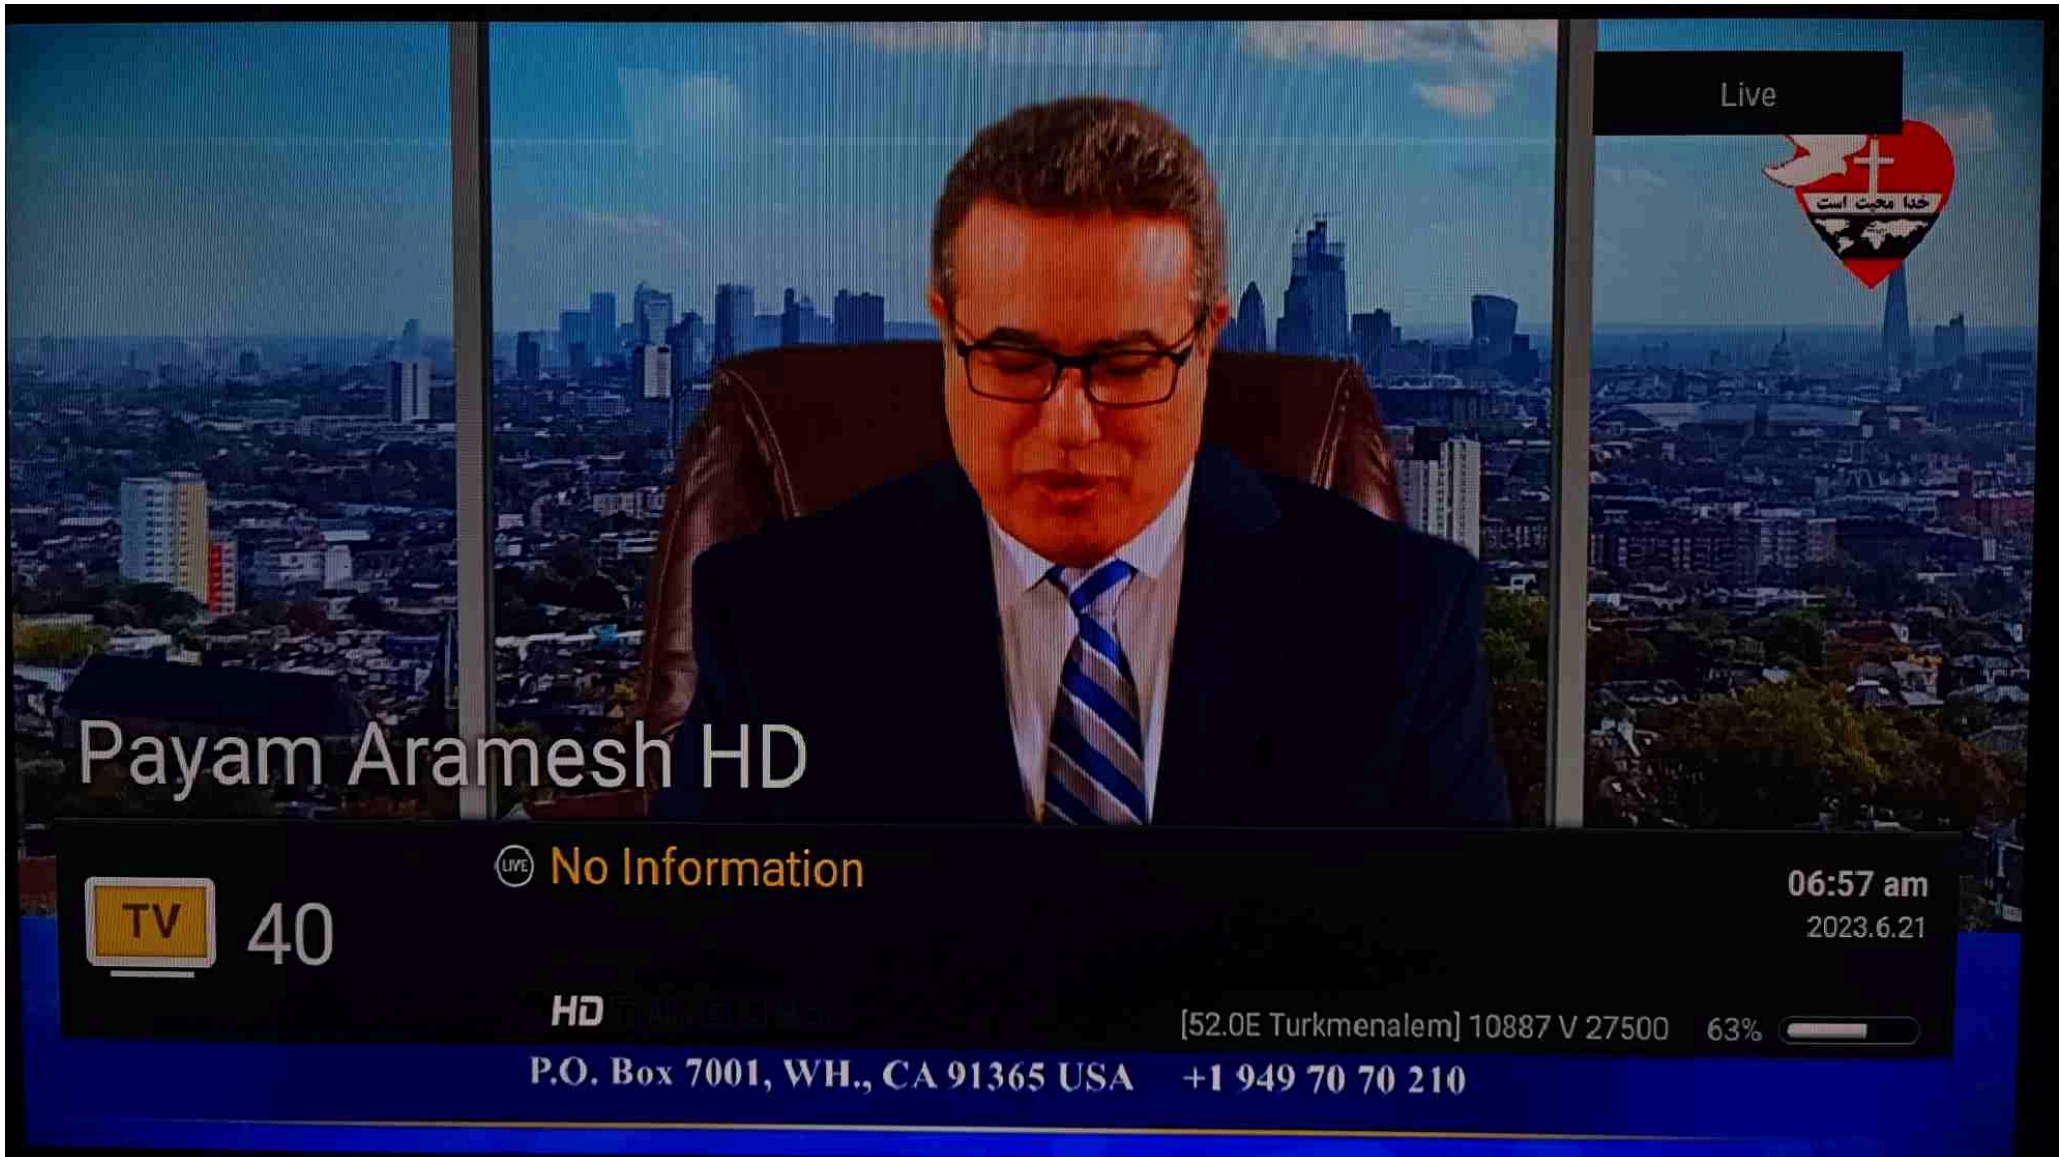 Live
خدا محبت است
Payam Aramesh HD
LIVE No Information
TV 40
06:57 am
2023.6.21
HD
[52.0E Turkmenalem] 10887 V 27500 63%
P.O. Box 7001, WH., CA 91365 USA +1 949 70 70 210